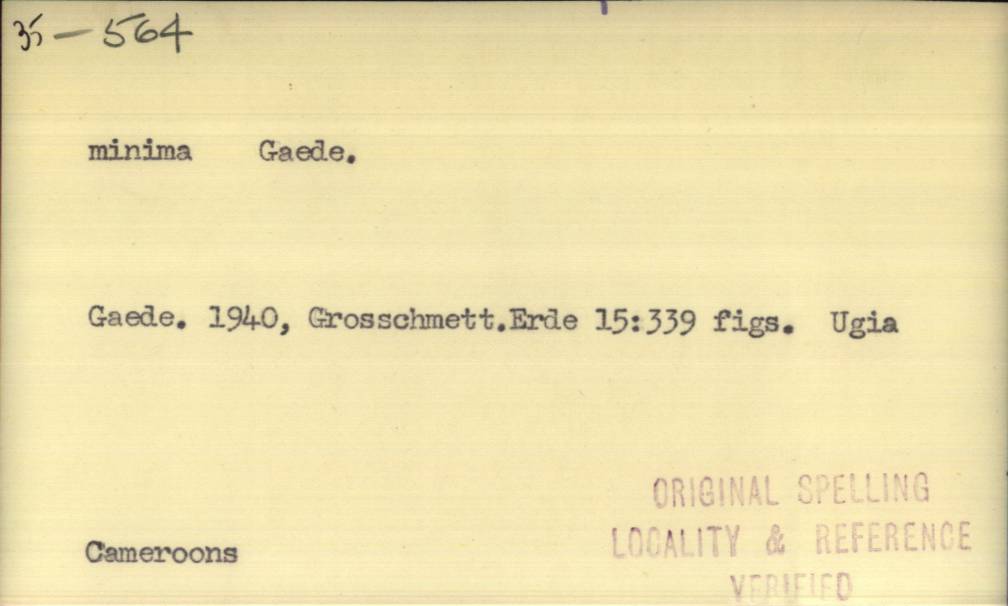 35-564
minima Gaede.
Gaede. 1940, Grosschmett.Erde 15:339 figs. Ugia
Cameroons
ORIGINAL SPELLING
LOCALITY & REFERENCE
VERIFIED